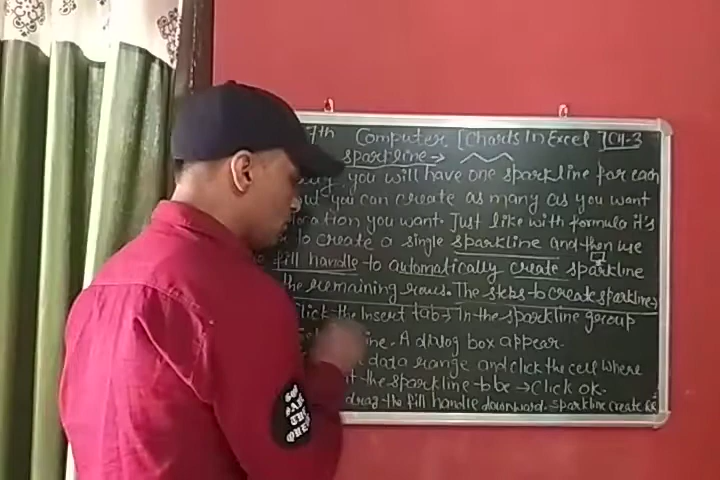 7th Computer [Charts In Excel ] CH-3
sparkline →
you will have one sparkline for each
but you can create as many as you want
location you want. Just like with formula it's
to create a single sparkline and then use
fill handle to automatically create sparkline
the remaining rows. The steps to create sparkline→
Click the Insert tab → In the sparkline group
line. A dialog box appear.
data range and click the cell where
the sparkline to be → Click ok.
drag the fill handle downward. sparkline create